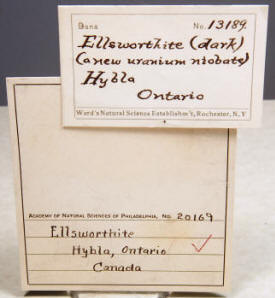 Dana No. 13189.
Ellsworthite (dark)
(a new uranium niobate)
Hybla
Ontario
Ward's Natural Science Establishm't, Rochester, N.Y
ACADEMY OF NATURAL SCIENCES OF PHILADELPHIA, NO. 20169
Ellsworthite
Hybla, Ontario
Canada